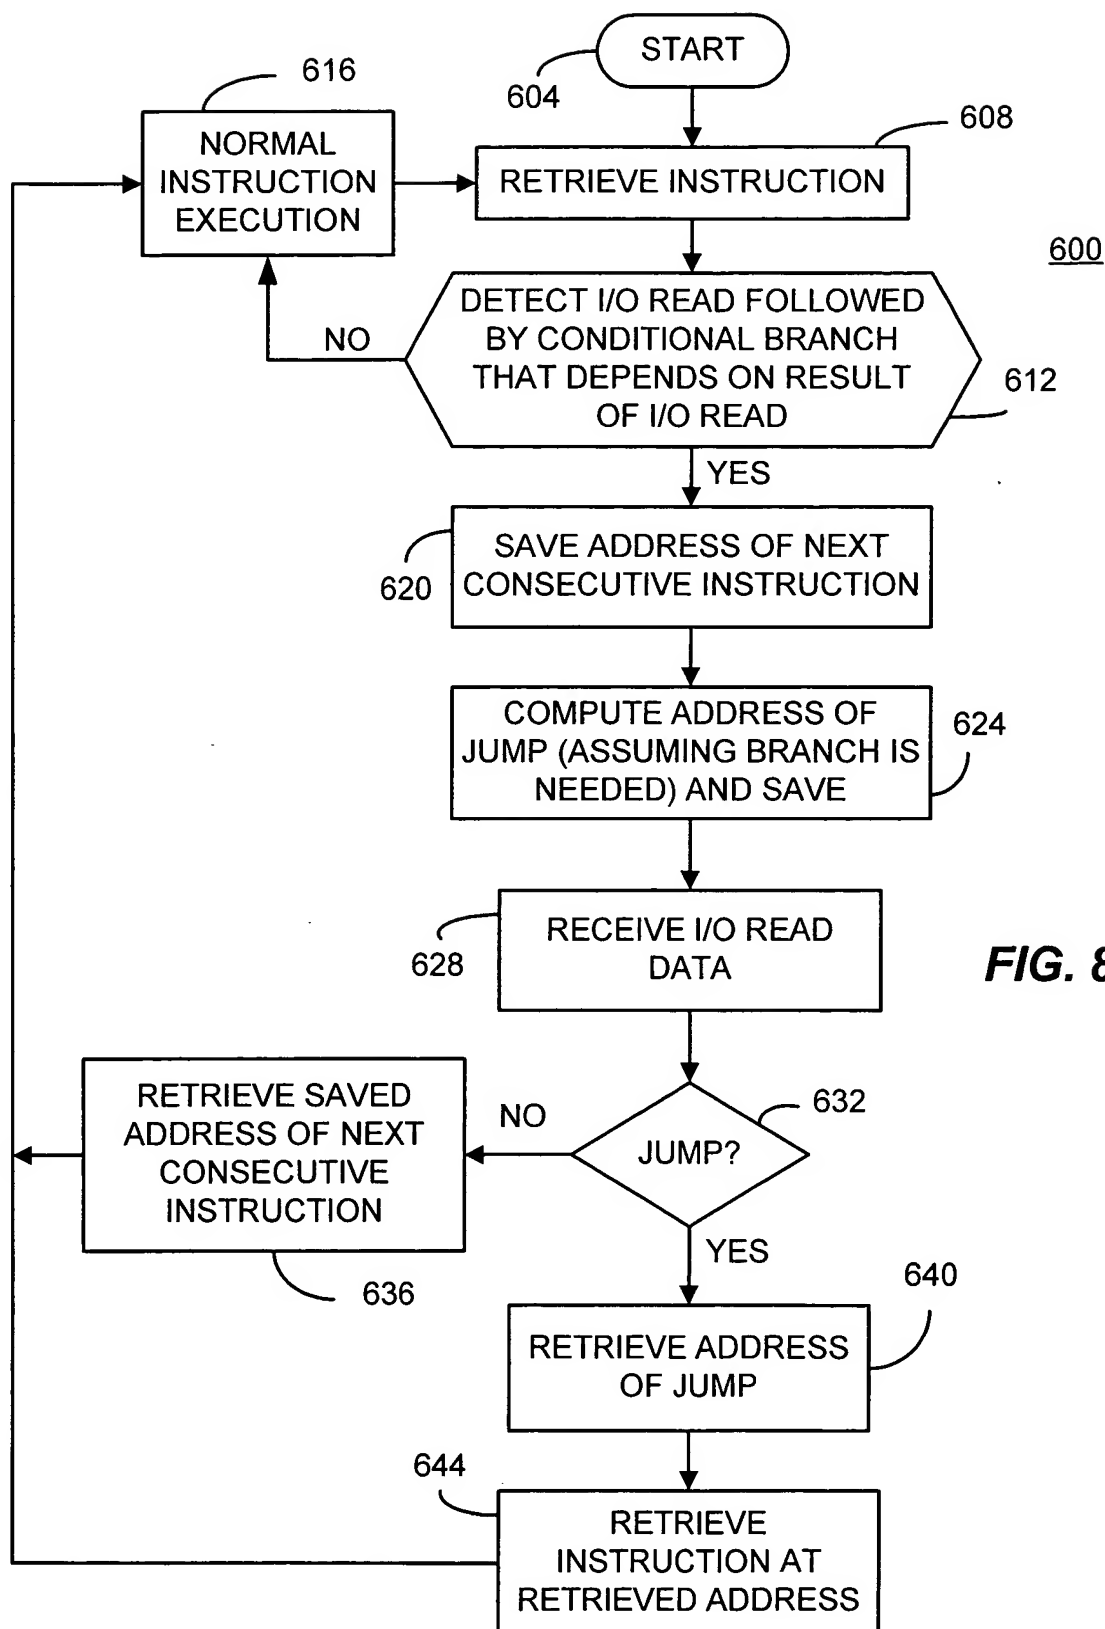 START
604
616
608
NORMAL
INSTRUCTION
EXECUTION
RETRIEVE INSTRUCTION
600
DETECT I/O READ FOLLOWED
BY CONDITIONAL BRANCH
THAT DEPENDS ON RESULT
OF I/O READ
NO
612
YES
SAVE ADDRESS OF NEXT
CONSECUTIVE INSTRUCTION
620
COMPUTE ADDRESS OF
JUMP (ASSUMING BRANCH IS
NEEDED) AND SAVE
624
RECEIVE I/O READ
DATA
628
FIG. 8
RETRIEVE SAVED
ADDRESS OF NEXT
CONSECUTIVE
INSTRUCTION
NO
632
JUMP?
YES
636
640
RETRIEVE ADDRESS
OF JUMP
644
RETRIEVE
INSTRUCTION AT
RETRIEVED ADDRESS